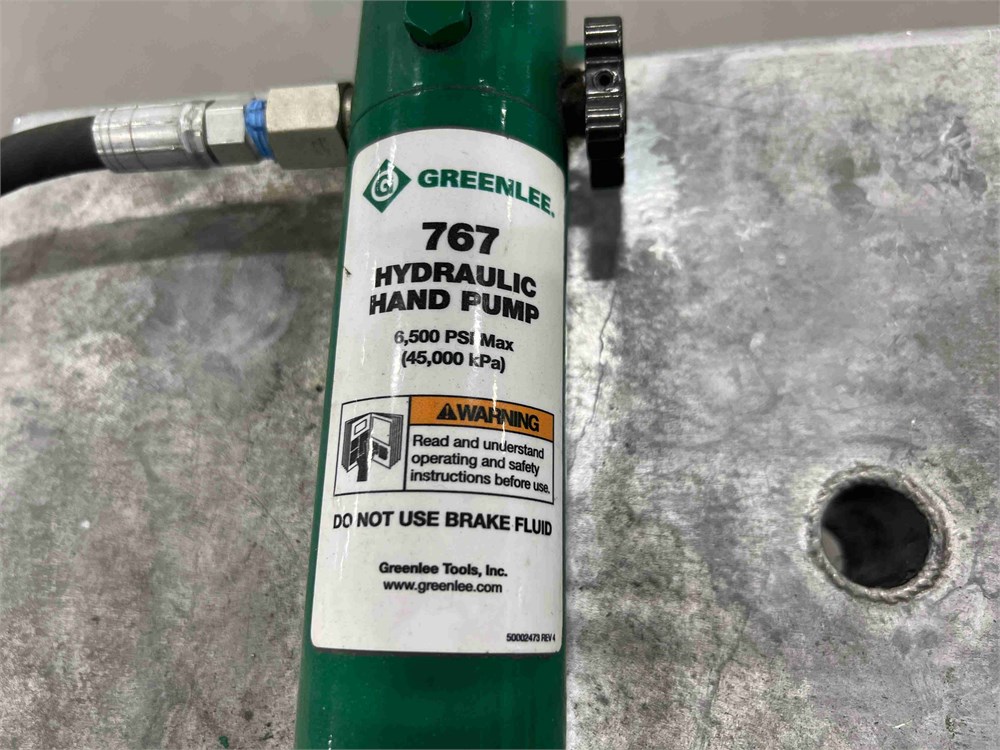 GREENLEE®
767
HYDRAULIC
HAND PUMP
6,500 PSI Max
(45,000 kPa)
WARNING
Read and understand
operating and safety
instructions before use.
DO NOT USE BRAKE FLUID
Greenlee Tools, Inc.
www.greenlee.com
50002473 REV 4